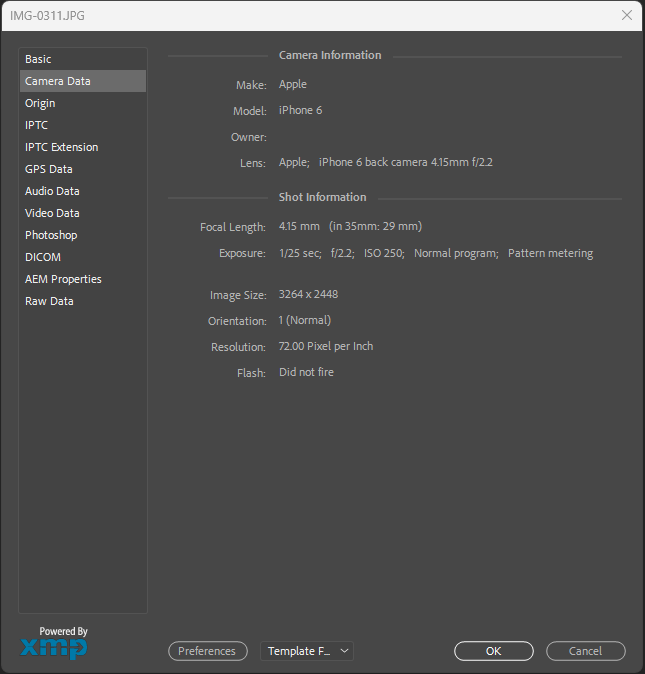 IMG-0311.JPG
Basic
Camera Data
Origin
IPTC
IPTC Extension
GPS Data
Audio Data
Video Data
Photoshop
DICOM
AEM Properties
Raw Data
Camera Information
Make: Apple
Model: iPhone 6
Owner:
Lens: Apple; iPhone 6 back camera 4.15mm f/2.2
Shot Information
Focal Length: 4.15 mm (in 35mm: 29 mm)
Exposure: 1/25 sec; f/2.2; ISO 250; Normal program; Pattern metering
Image Size: 3264 x 2448
Orientation: 1 (Normal)
Resolution: 72.00 Pixel per Inch
Flash: Did not fire
Powered By
xmp
Preferences
Template F...
OK
Cancel